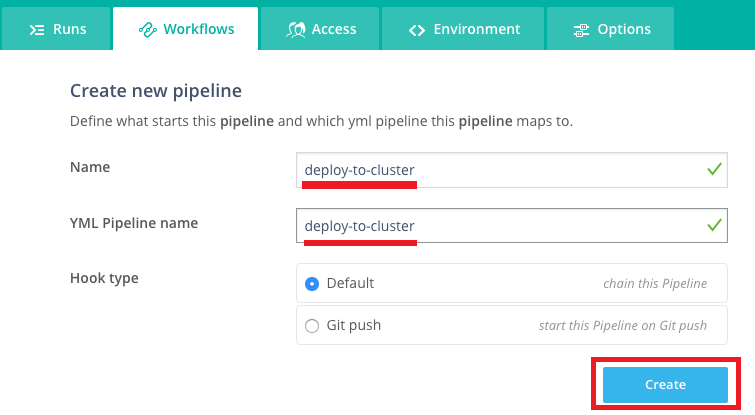 Runs Workflows Access Environment Options
Create new pipeline
Define what starts this pipeline and which yml pipeline this pipeline maps to.
Name deploy-to-cluster
YML Pipeline name deploy-to-cluster
Hook type Default chain this Pipeline
Git push start this Pipeline on Git push
Create